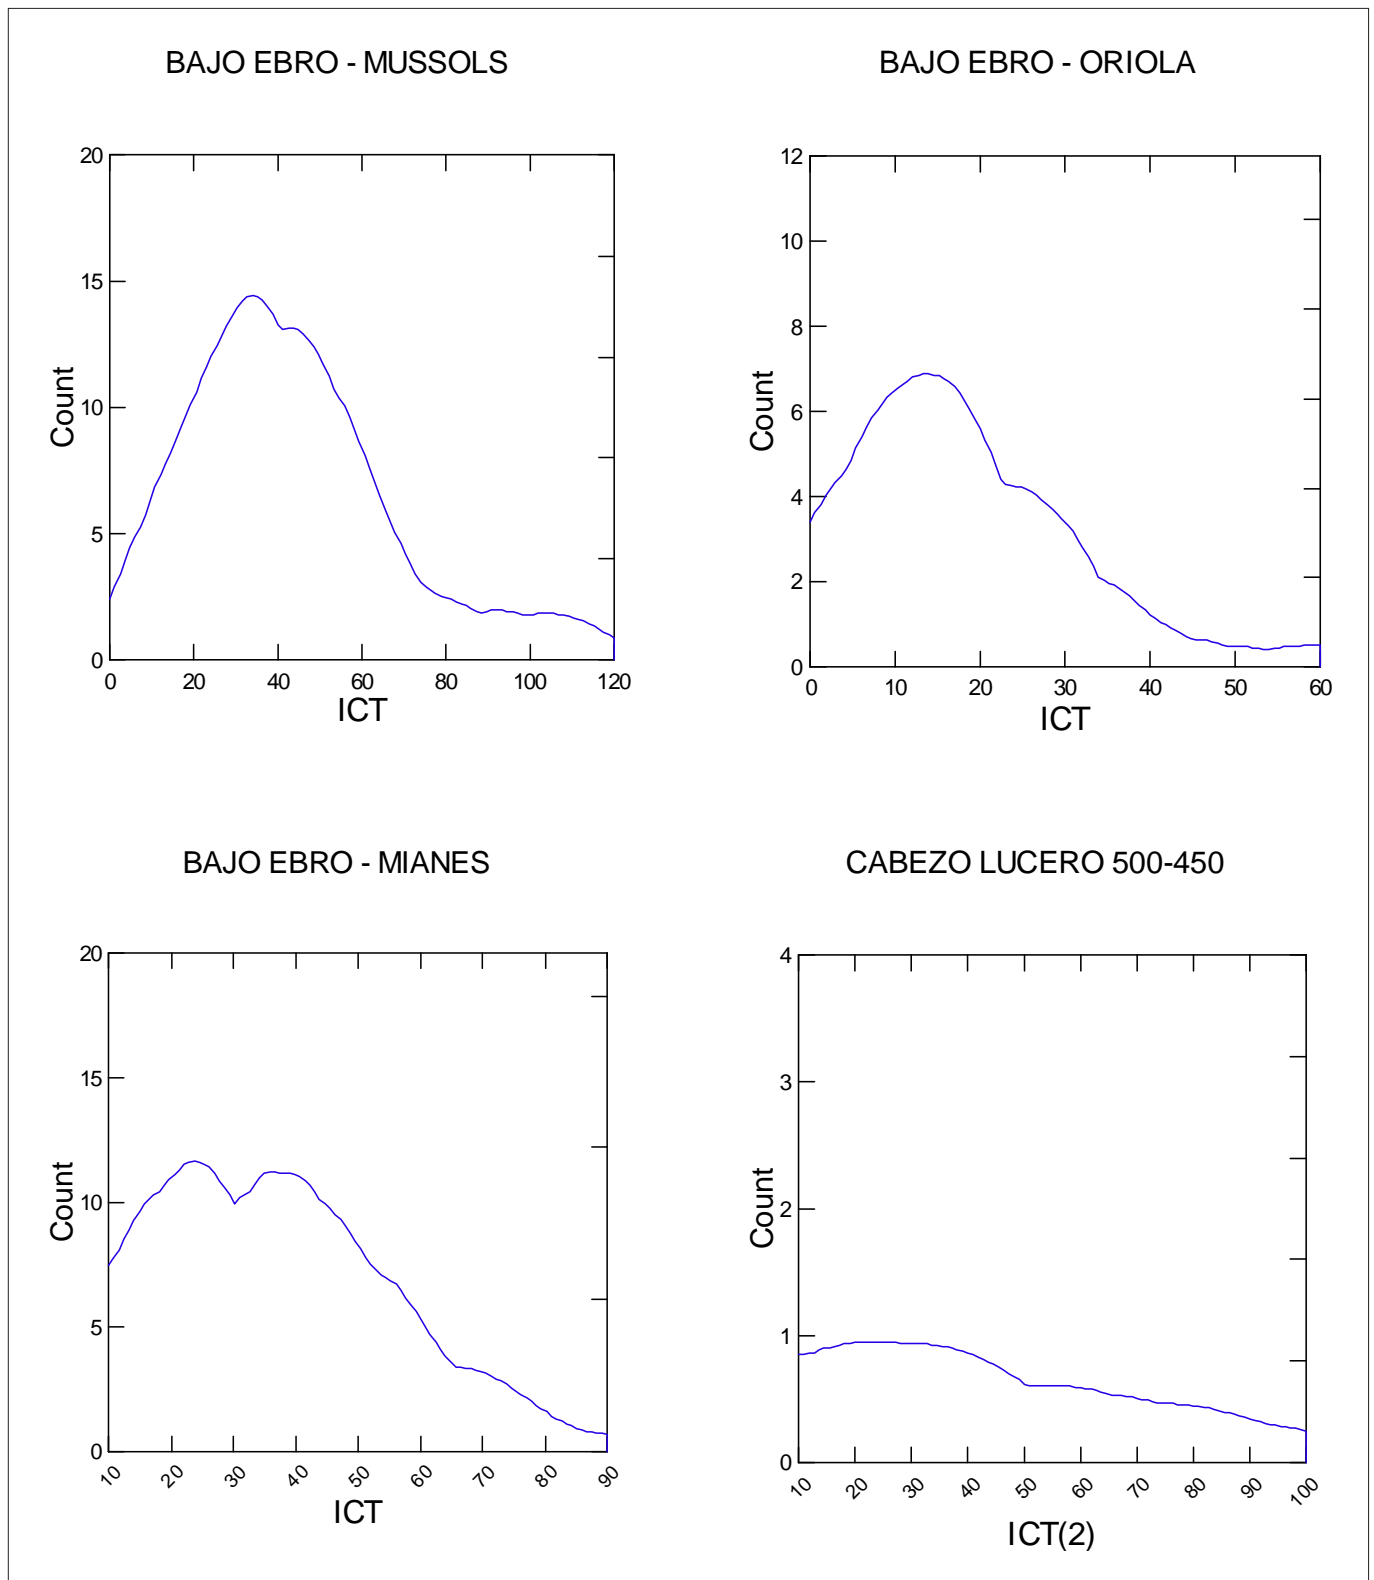 BAJO EBRO - MUSSOLS
20
15
10
5
0
Count
0 20 40 60 80 100 120
ICT
BAJO EBRO - ORIOLA
12
10
8
6
4
2
0
Count
0 10 20 30 40 50 60
ICT
BAJO EBRO - MIANES
20
15
10
5
0
Count
10 20 30 40 50 60 70 80 90
ICT
CABEZO LUCERO 500-450
4
3
2
1
0
Count
10 20 30 40 50 60 70 80 90 100
ICT(2)